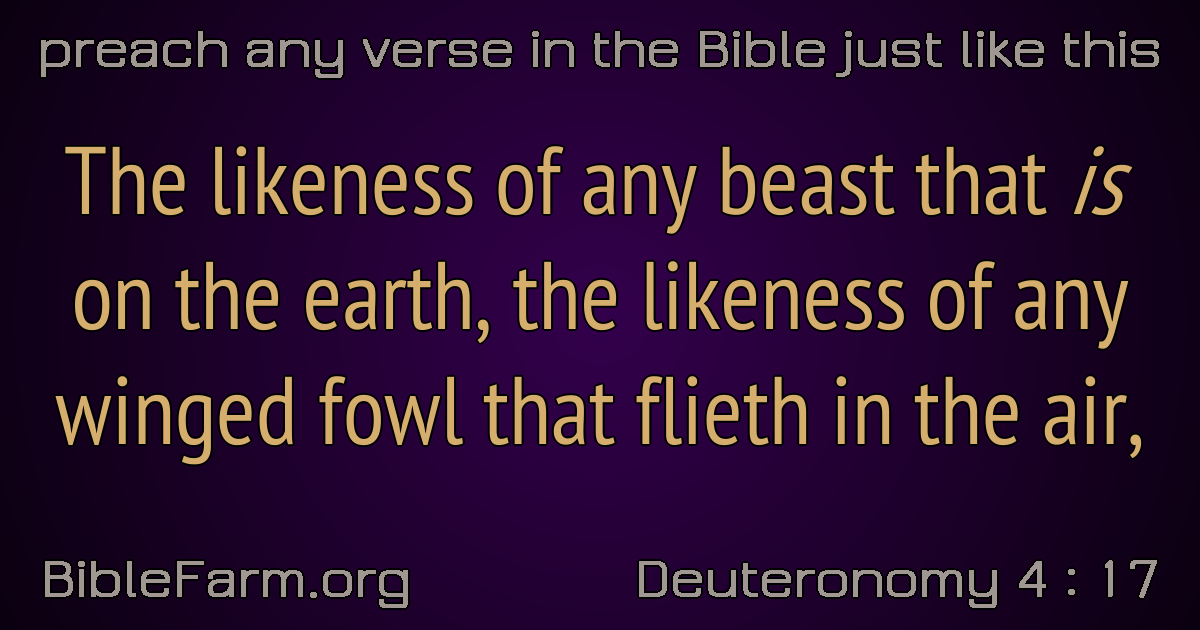 preach any verse in the Bible just like this
The likeness of any beast that is
on the earth, the likeness of any
winged fowl that flieth in the air,
BibleFarm.org
Deuteronomy 4 : 17